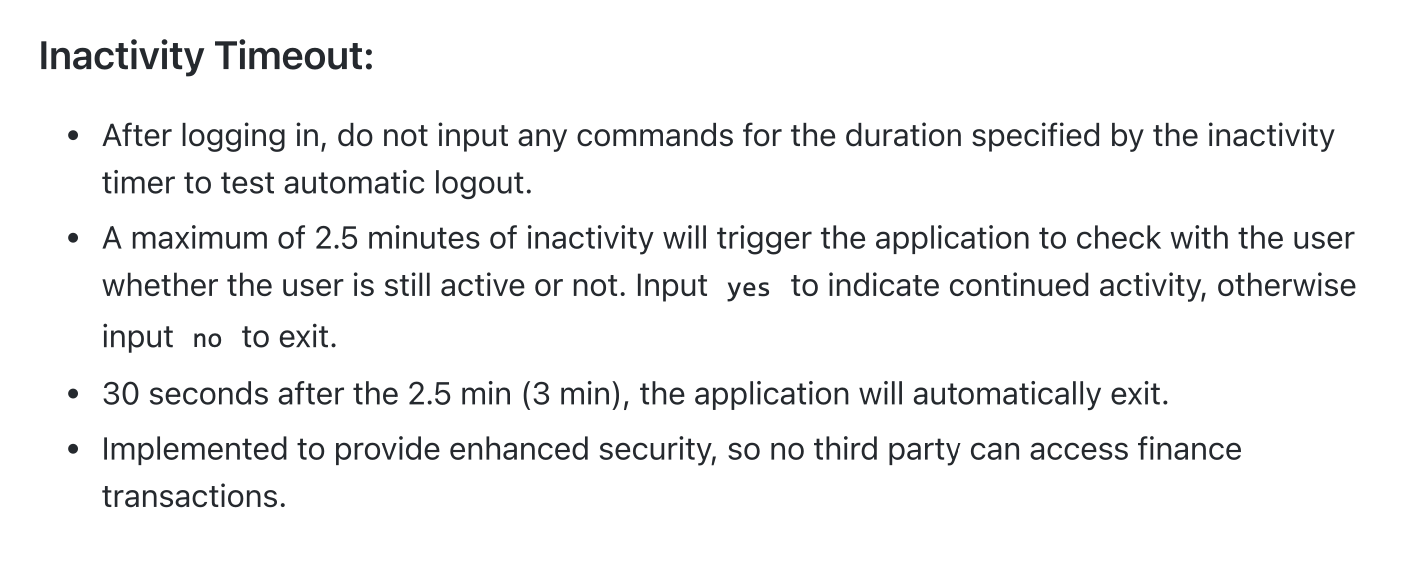 Inactivity Timeout:
• After logging in, do not input any commands for the duration specified by the inactivity
timer to test automatic logout.
• A maximum of 2.5 minutes of inactivity will trigger the application to check with the user
whether the user is still active or not. Input yes to indicate continued activity, otherwise
input no to exit.
• 30 seconds after the 2.5 min (3 min), the application will automatically exit.
• Implemented to provide enhanced security, so no third party can access finance
transactions.